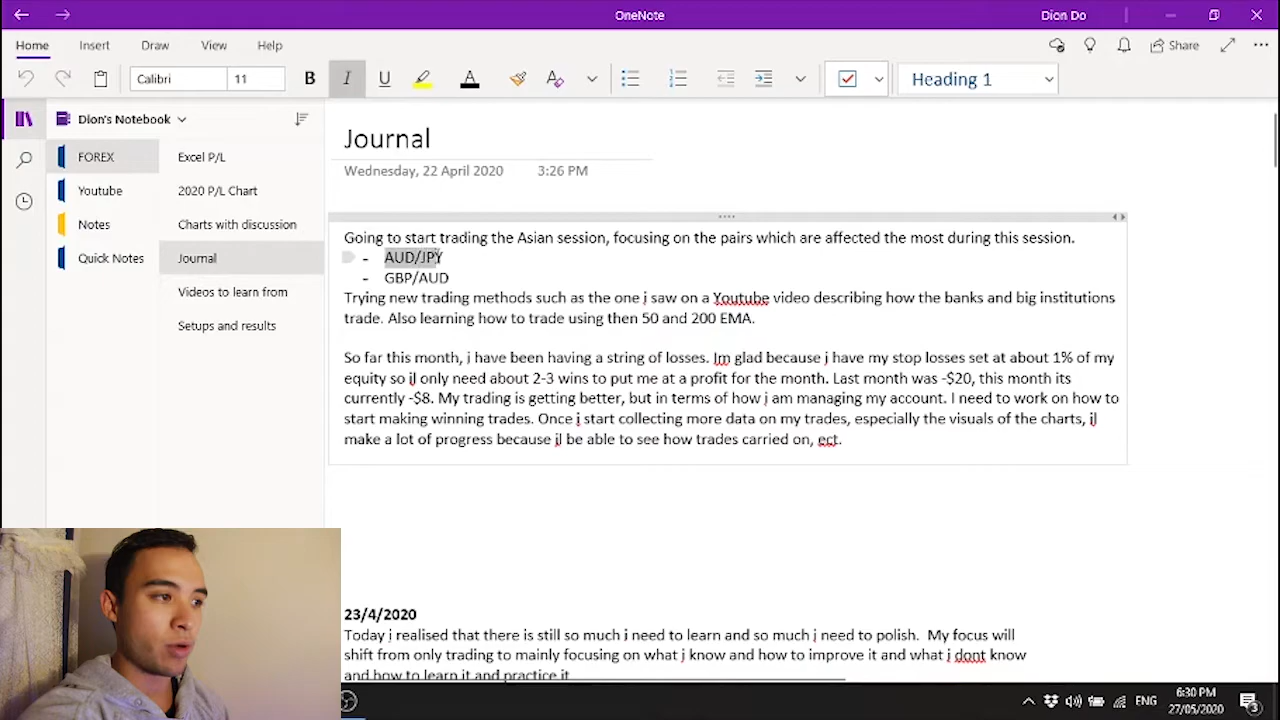 OneNote
Dion Do
Home Insert Draw View Help
Share
Calibri 11 B I U A Heading 1
Dion's Notebook
FOREX
Youtube
Notes
Quick Notes
Excel P/L
2020 P/L Chart
Charts with discussion
Journal
Videos to learn from
Setups and results
Journal
Wednesday, 22 April 2020 3:26 PM
Going to start trading the Asian session, focusing on the pairs which are affected the most during this session.
- AUD/JPY
- GBP/AUD
Trying new trading methods such as the one i saw on a Youtube video describing how the banks and big institutions
trade. Also learning how to trade using then 50 and 200 EMA.
So far this month, i have been having a string of losses. Im glad because i have my stop losses set at about 1% of my
equity so il only need about 2-3 wins to put me at a profit for the month. Last month was -$20, this month its
currently -$8. My trading is getting better, but in terms of how i am managing my account. I need to work on how to
start making winning trades. Once i start collecting more data on my trades, especially the visuals of the charts, il
make a lot of progress because il be able to see how trades carried on, ect.
23/4/2020
Today i realised that there is still so much i need to learn and so much i need to polish. My focus will
shift from only trading to mainly focusing on what i know and how to improve it and what i dont know
and how to learn it and practice it
ENG
6:30 PM
27/05/2020
3